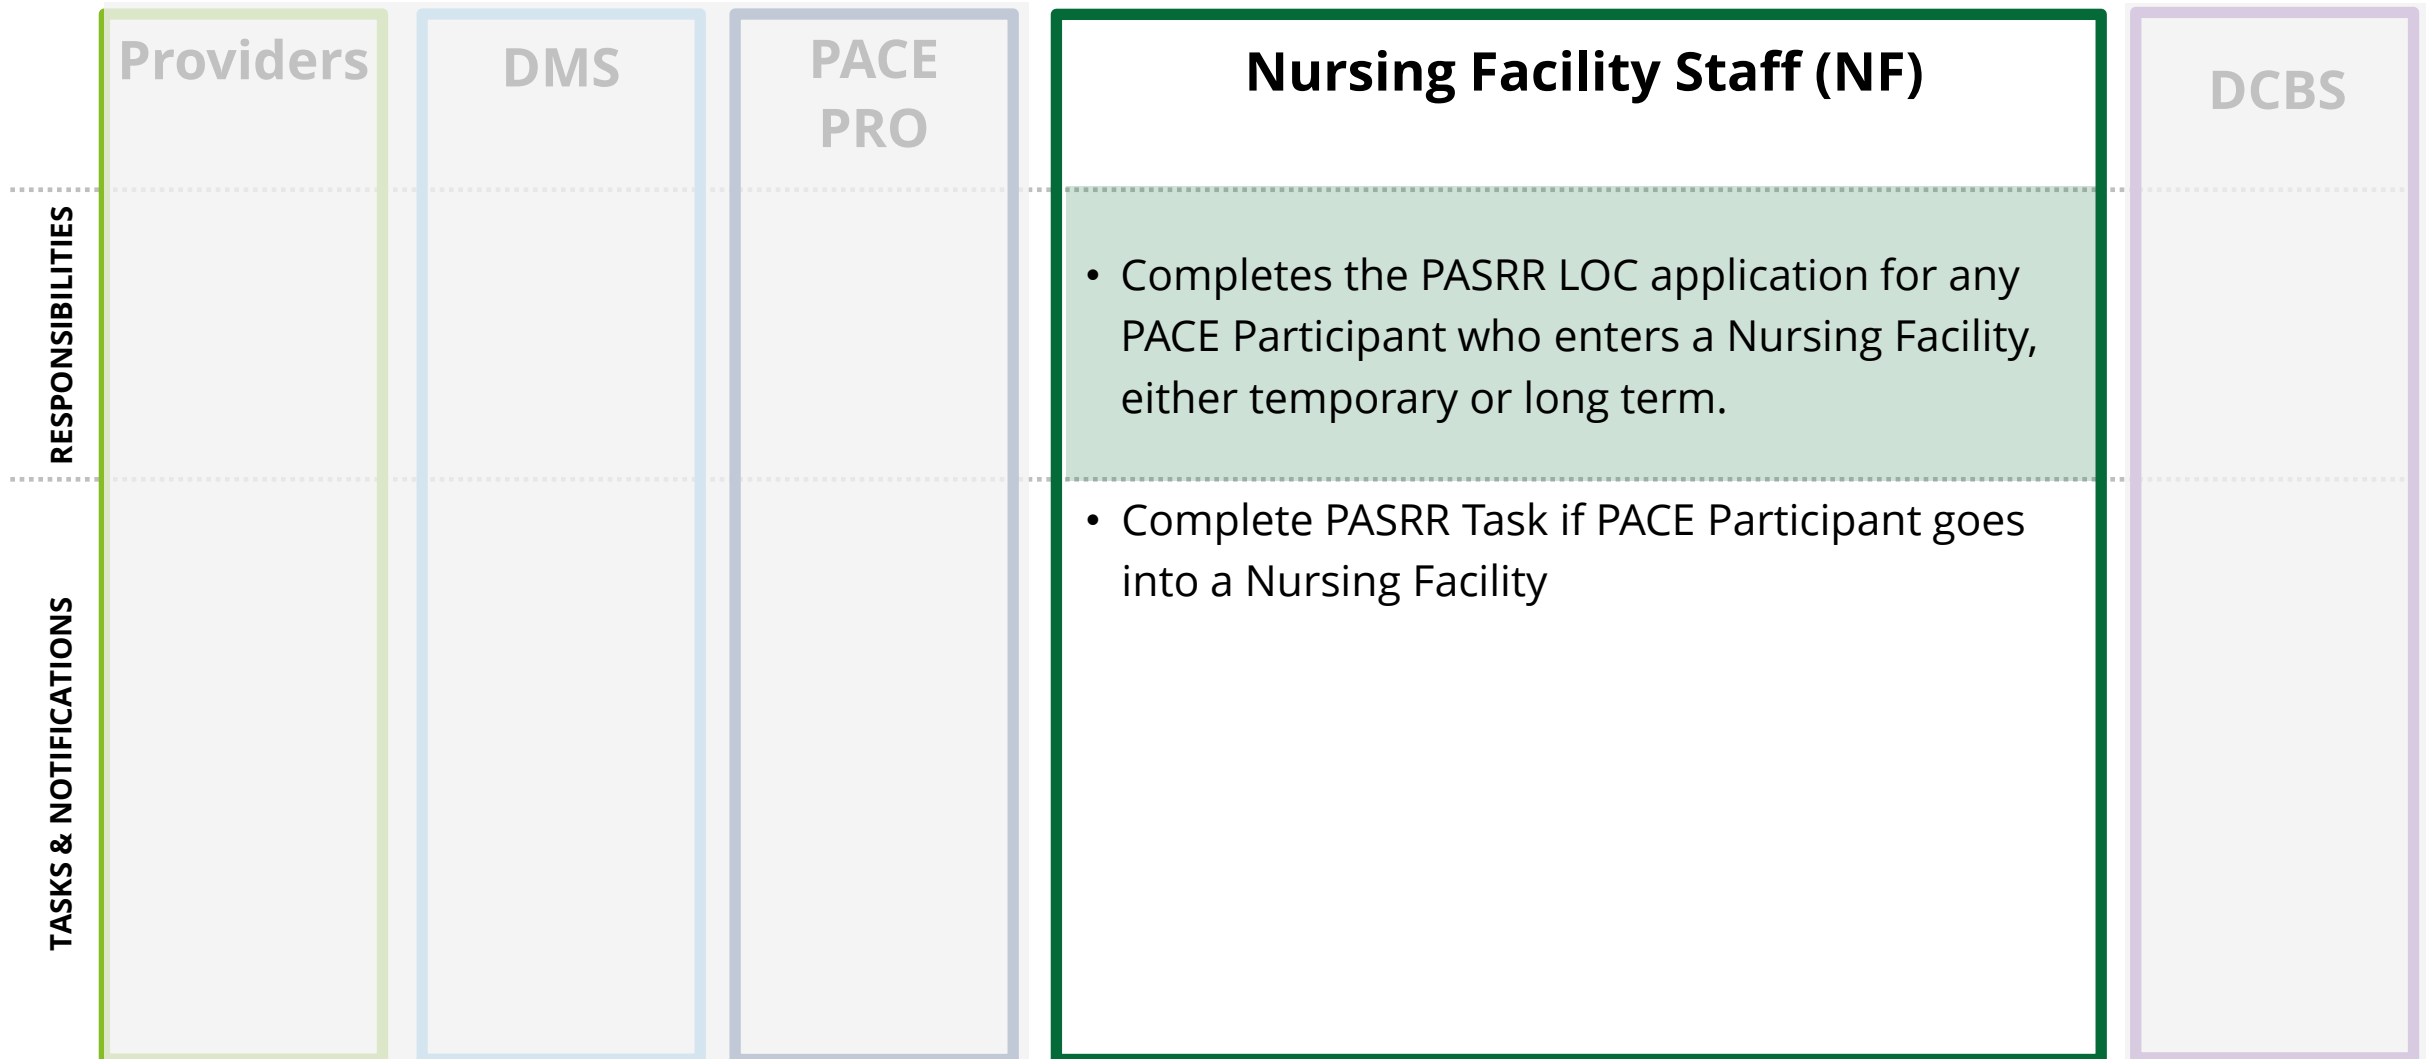 Providers
DMS
PACE
PRO
Nursing Facility Staff (NF)
DCBS
RESPONSIBILITIES
• Completes the PASRR LOC application for any
PACE Participant who enters a Nursing Facility,
either temporary or long term.
TASKS & NOTIFICATIONS
• Complete PASRR Task if PACE Participant goes
into a Nursing Facility